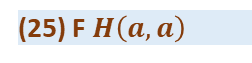 (25) F H(a, a)